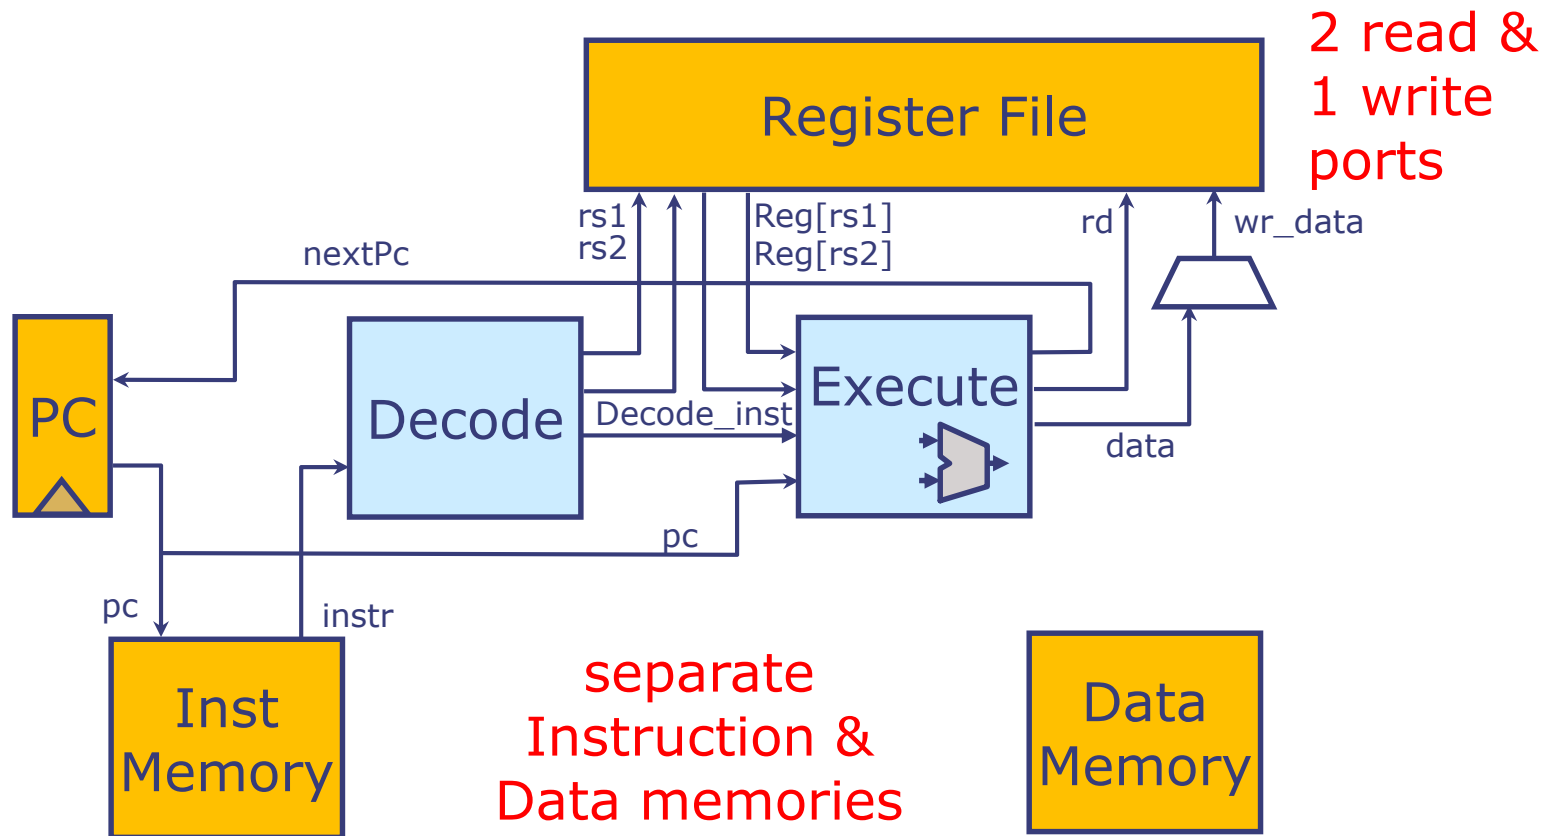 2 read &
1 write
ports
Register File
rs1
rs2
Reg[rs1]
Reg[rs2]
rd
wr_data
nextPc
PC
Decode
Decode_inst
Execute
data
pc
pc
instr
Inst
Memory
separate
Instruction &
Data memories
Data
Memory